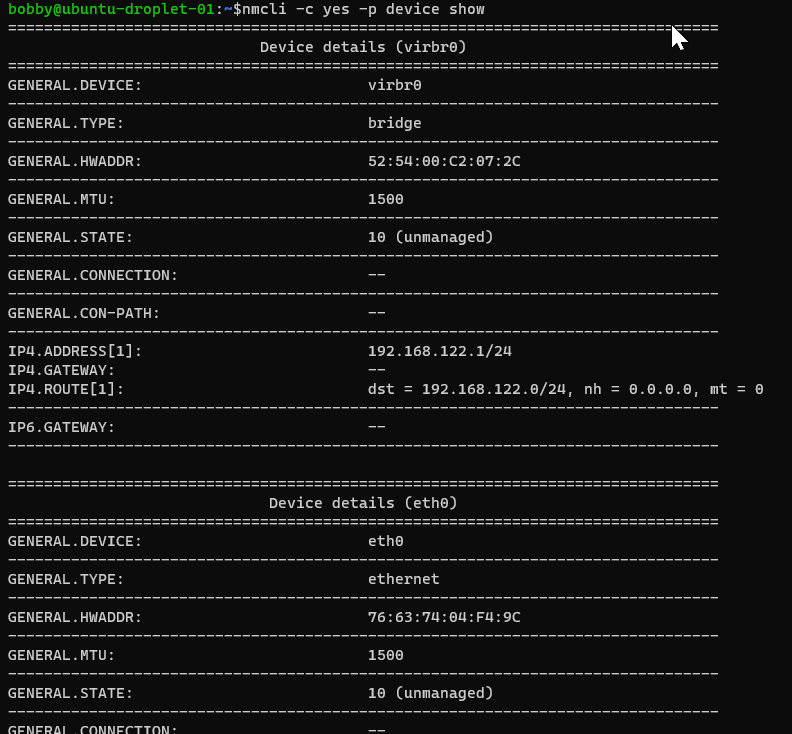 bobby@ubuntu-droplet-01:~$nmcli -c yes -p device show
===============================================================================
Device details (virbr0)
===============================================================================
GENERAL.DEVICE: virbr0
-------------------------------------------------------------------------------
GENERAL.TYPE: bridge
-------------------------------------------------------------------------------
GENERAL.HWADDR: 52:54:00:C2:07:2C
-------------------------------------------------------------------------------
GENERAL.MTU: 1500
-------------------------------------------------------------------------------
GENERAL.STATE: 10 (unmanaged)
-------------------------------------------------------------------------------
GENERAL.CONNECTION: --
-------------------------------------------------------------------------------
GENERAL.CON-PATH: --
-------------------------------------------------------------------------------
IP4.ADDRESS[1]: 192.168.122.1/24
IP4.GATEWAY: --
IP4.ROUTE[1]: dst = 192.168.122.0/24, nh = 0.0.0.0, mt = 0
-------------------------------------------------------------------------------
IP6.GATEWAY: --
-------------------------------------------------------------------------------
===============================================================================
Device details (eth0)
===============================================================================
GENERAL.DEVICE: eth0
-------------------------------------------------------------------------------
GENERAL.TYPE: ethernet
-------------------------------------------------------------------------------
GENERAL.HWADDR: 76:63:74:04:F4:9C
-------------------------------------------------------------------------------
GENERAL.MTU: 1500
-------------------------------------------------------------------------------
GENERAL.STATE: 10 (unmanaged)
-------------------------------------------------------------------------------
GENERAL.CONNECTION: --